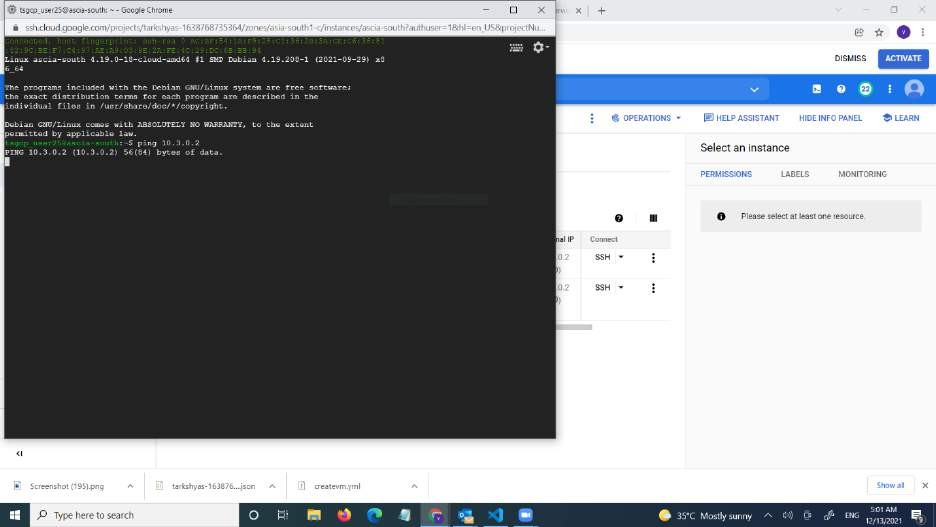 tsgcp_user25@ascia-south: ~ - Google Chrome
ssh.cloud.google.com/projects/tarkshyas-1638768735364/zones/asia-south1-c/instances/ascia-south?authuser=1&hl=en_US&projectNu...
Linux ascia-south 4.19.0-18-cloud-amd64 #1 SMP Debian 4.19.208-1 (2021-09-29) x8
6_64
The programs included with the Debian GNU/Linux system are free software;
the exact distribution terms for each program are described in the
individual files in /usr/share/doc/*/copyright.
Debian GNU/Linux comes with ABSOLUTELY NO WARRANTY, to the extent
permitted by applicable law.
tsgcp_user25@ascia-south:~$ ping 10.3.0.2
PING 10.3.0.2 (10.3.0.2) 56(84) bytes of data.
DISMISS
ACTIVATE
22
OPERATIONS
HELP ASSISTANT
HIDE INFO PANEL
LEARN
Select an instance
PERMISSIONS
LABELS
MONITORING
Please select at least one resource.
nal IP
Connect
.0.2
SSH
.0.2
SSH
Screenshot (195).png
tarkshyas-163876....json
createvm.yml
Show all
Type here to search
35°C Mostly sunny
ENG
5:01 AM
12/13/2021